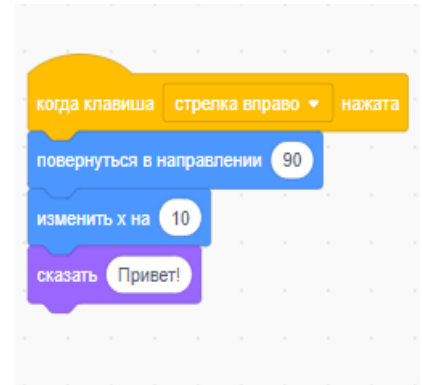 когда клавиша стрелка вправо нажата
повернуться в направлении 90
изменить х на 10
сказать Привет!